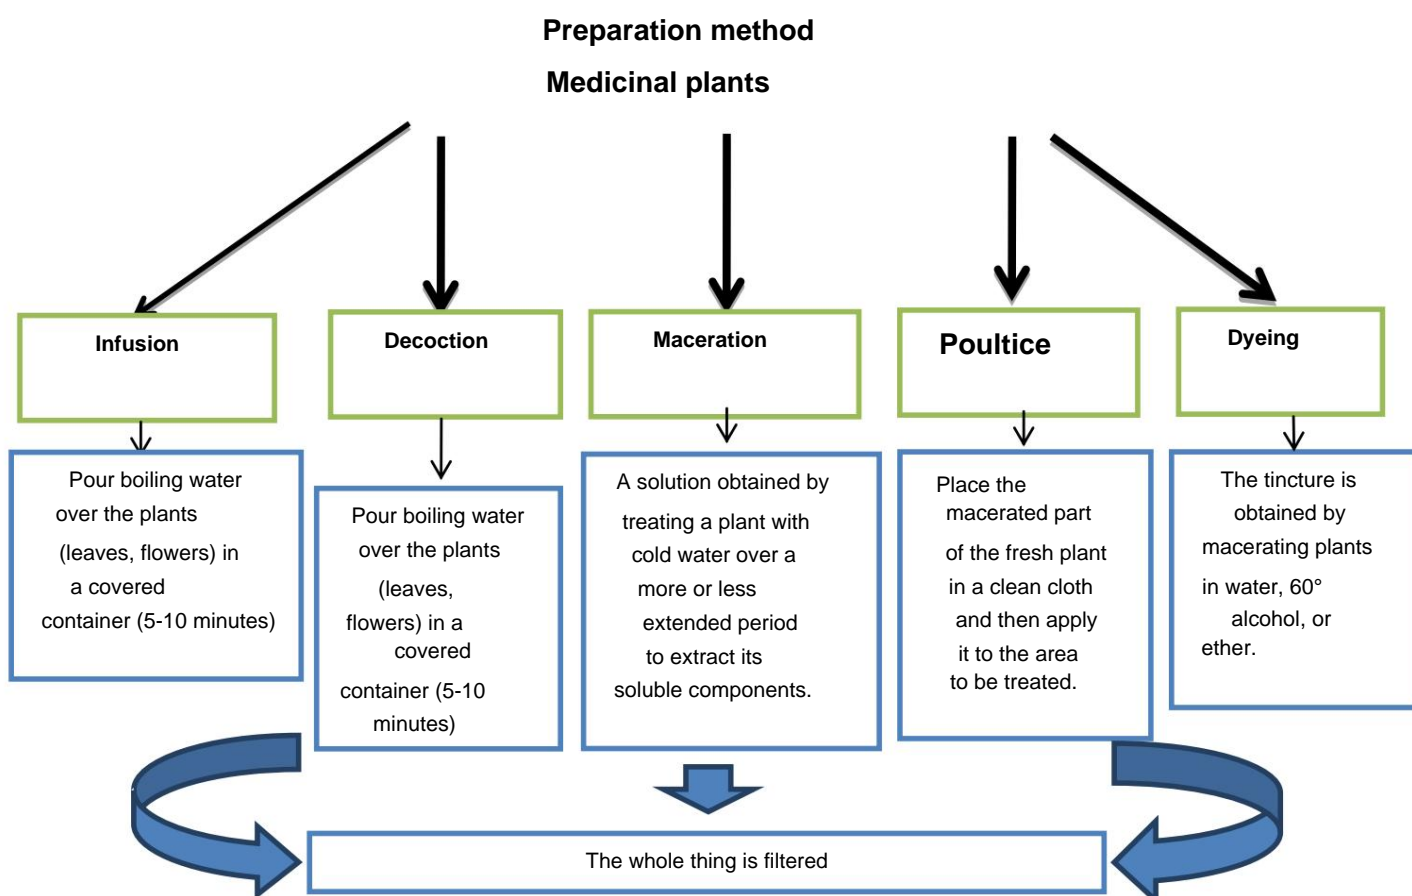 Preparation method
Medicinal plants
Infusion
Decoction
Maceration
Poultice
Dyeing
Pour boiling water
over the plants
(leaves, flowers) in
a covered
container (5-10 minutes)
Pour boiling water
over the plants
(leaves,
flowers) in a
covered
container (5-10
minutes)
A solution obtained by
treating a plant with
cold water over a
more or less
extended period
to extract its
soluble components.
Place the
macerated part
of the fresh plant
in a clean cloth
and then apply
it to the area
to be treated.
The tincture is
obtained by
macerating plants
in water, 60°
alcohol, or
ether.
The whole thing is filtered